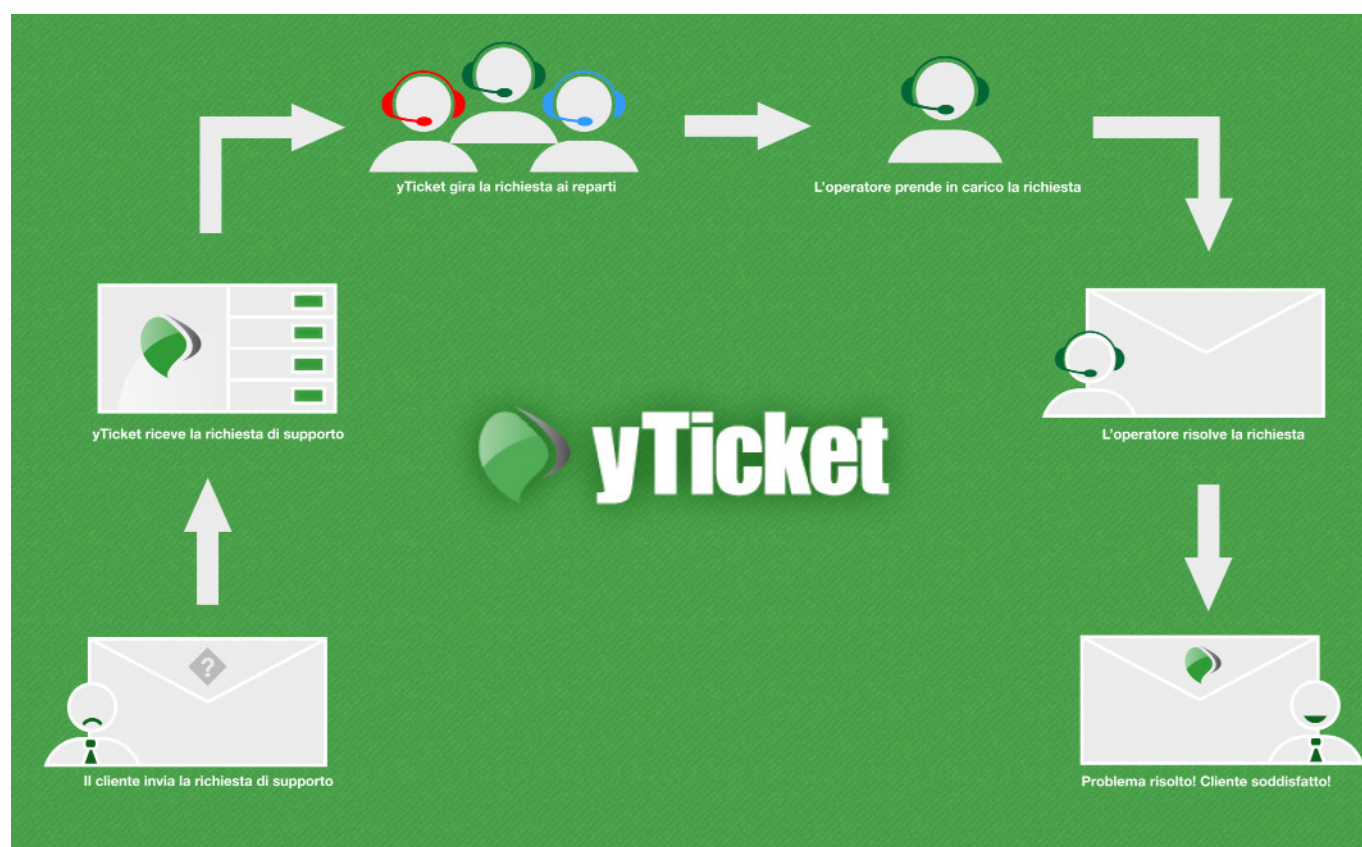 yTicket gira la richiesta ai reparti
L'operatore prende in carico la richiesta
yTicket riceve la richiesta di supporto
L'operatore risolve la richiesta
yTicket
?
Il cliente invia la richiesta di supporto
Problema risolto! Cliente soddisfatto!